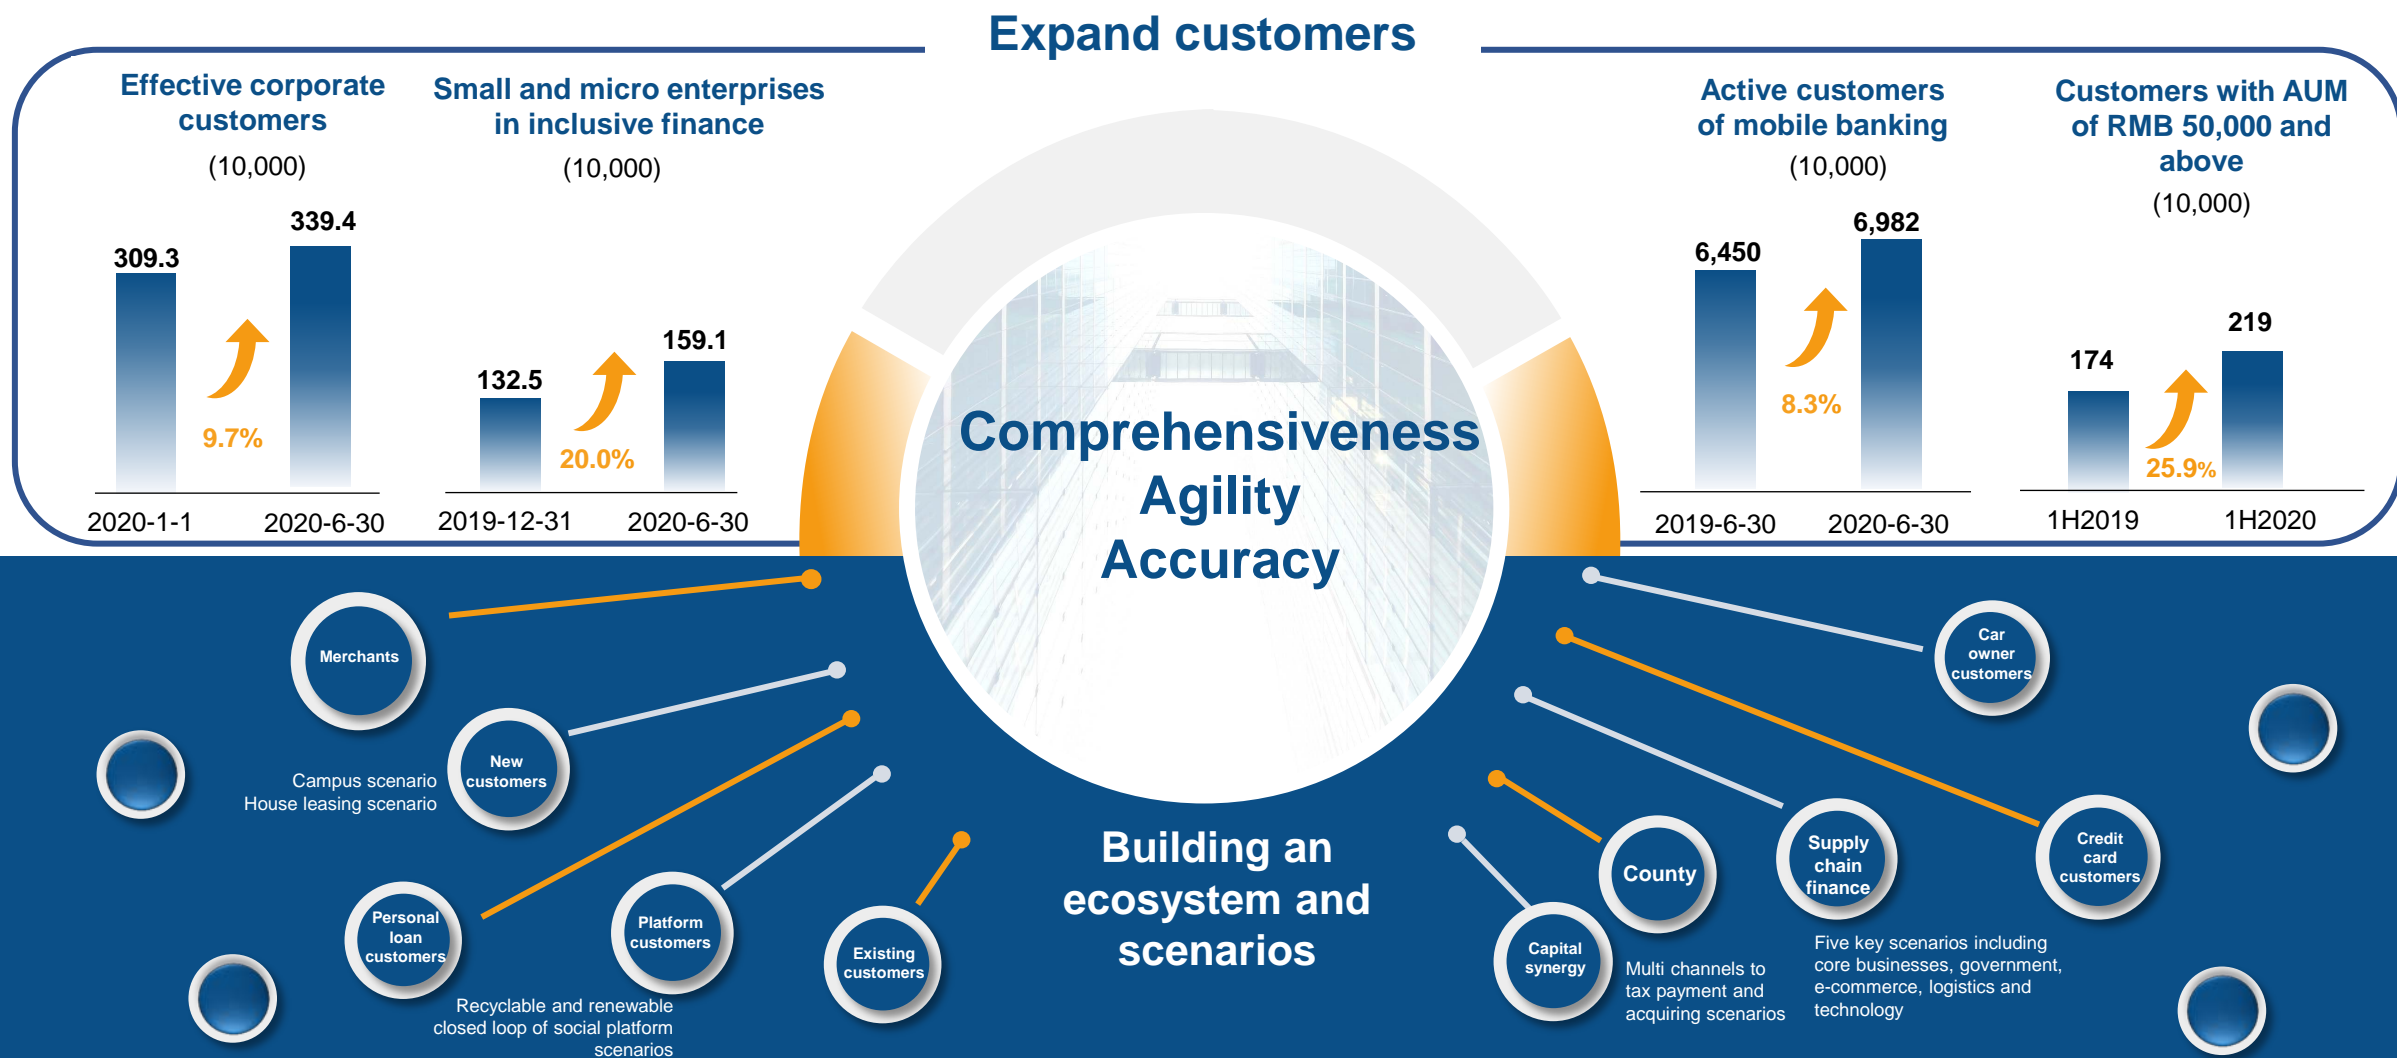 Expand customers
Effective corporate
customers
(10,000)
309.3
339.4
9.7%
2020-1-1
2020-6-30
Small and micro enterprises
in inclusive finance
(10,000)
132.5
159.1
20.0%
2019-12-31
2020-6-30
Active customers
of mobile banking
(10,000)
6,450
6,982
8.3%
2019-6-30
2020-6-30
Customers with AUM
of RMB 50,000 and
above
(10,000)
174
219
25.9%
1H2019
1H2020
Comprehensiveness
Agility
Accuracy
Building an
ecosystem and
scenarios
Merchants
New
customers
Campus scenario
House leasing scenario
Personal
loan
customers
Platform
customers
Recyclable and renewable
closed loop of social platform
scenarios
Existing
customers
Capital
synergy
County
Multi channels to
tax payment and
acquiring scenarios
Supply
chain
finance
Five key scenarios including
core businesses, government,
e-commerce, logistics and
technology
Credit
card
customers
Car
owner
customers